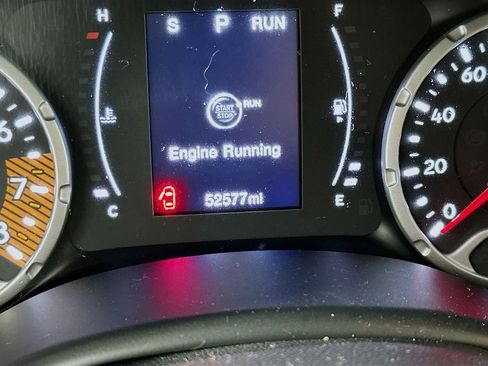 H S P RUN F
START STOP RUN
Engine Running
C 52577mi E
6
7
8
60
40
20
0